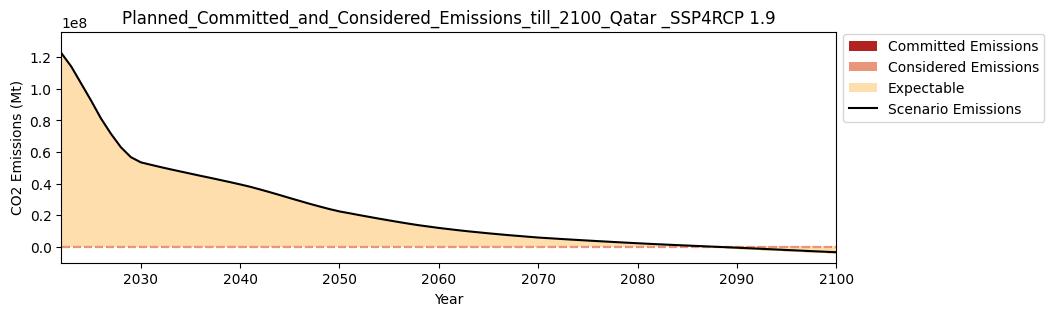 Planned_Committed_and_Considered_Emissions_till_2100_Qatar _SSP4RCP 1.9
1e8
1.2
1.0
0.8
0.6
0.4
0.2
0.0
CO2 Emissions (Mt)
2030 2040 2050 2060 2070 2080 2090 2100
Year
Committed Emissions
Considered Emissions
Expectable
Scenario Emissions